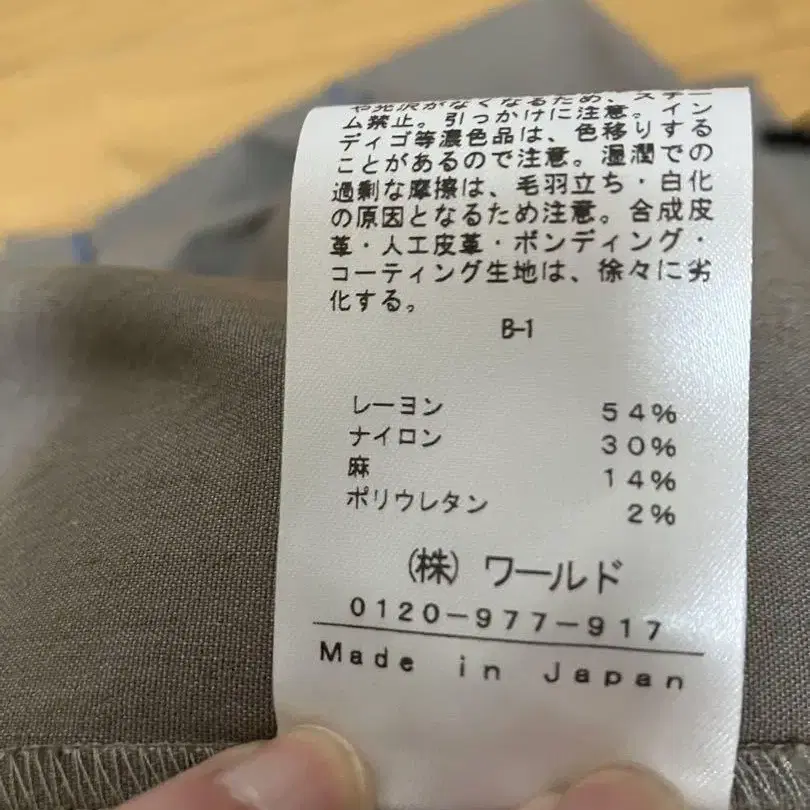 や光沢がなくなるため、スチー
ム禁止。引っかけに注意。イン
ディゴ等濃色品は、色移りする
ことがあるので注意。湿潤での
過剰な摩擦は、毛羽立ち・白化
の原因となるため注意。合成皮
革・人工皮革・ボンディング・
コーティング生地は、徐々に劣
化する。
B-1
レーヨン 54%
ナイロン 30%
麻 14%
ポリウレタン 2%
(株) ワールド
0120-977-917
Made in Japan